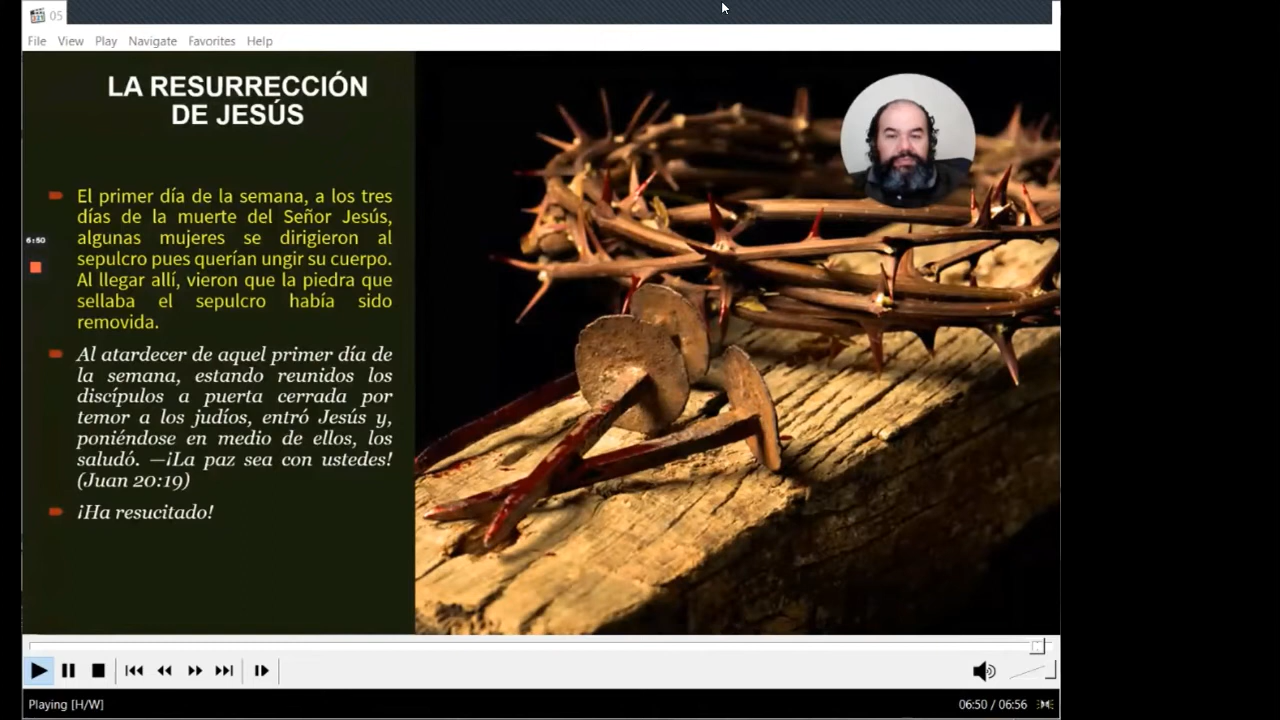 05
File View Play Navigate Favorites Help
LA RESURRECCIÓN
DE JESÚS
El primer día de la semana, a los tres
días de la muerte del Señor Jesús,
algunas mujeres se dirigieron al
sepulcro pues querían ungir su cuerpo.
Al llegar allí, vieron que la piedra que
sellaba el sepulcro había sido
removida.
6:50
Al atardecer de aquel primer día de
la semana, estando reunidos los
discípulos a puerta cerrada por
temor a los judíos, entró Jesús y,
poniéndose en medio de ellos, los
saludó. —¡La paz sea con ustedes!
(Juan 20:19)
¡Ha resucitado!
Playing [H/W]
06:50 / 06:56